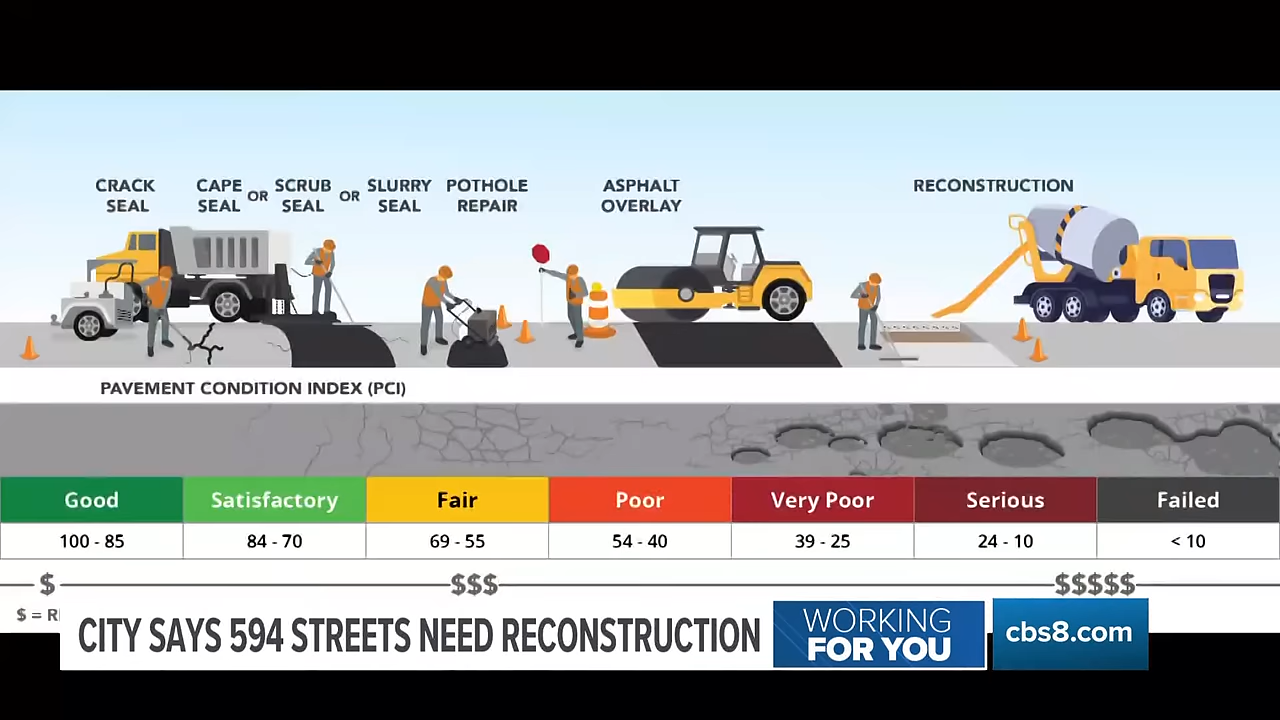 CRACK SEAL
CAPE SEAL OR SCRUB SEAL OR SLURRY SEAL
POTHOLE REPAIR
ASPHALT OVERLAY
RECONSTRUCTION
PAVEMENT CONDITION INDEX (PCI)
Good Satisfactory Fair Poor Very Poor Serious Failed
100 - 85 84 - 70 69 - 55 54 - 40 39 - 25 24 - 10 < 10
$ $$$ $$$$$
$ =
CITY SAYS 594 STREETS NEED RECONSTRUCTION
WORKING
FOR YOU
cbs8.com